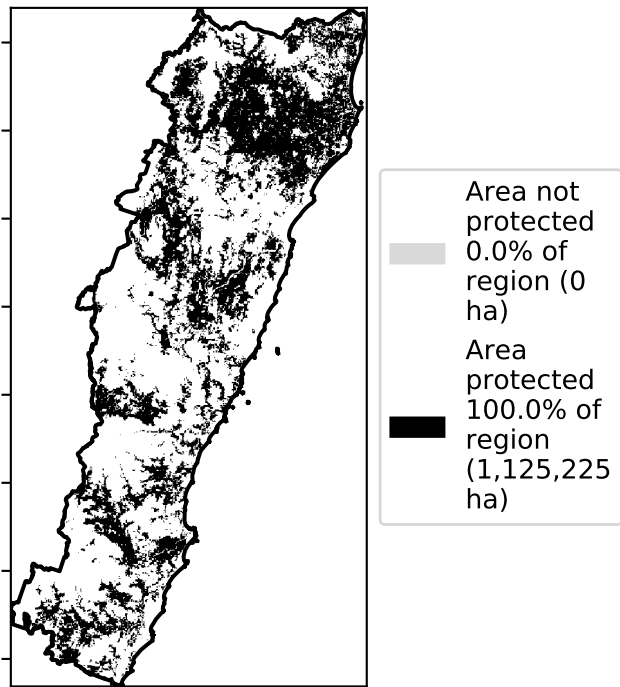 Area not
protected
0.0% of
region (0
ha)
Area
protected
100.0% of
region
(1,125,225
ha)